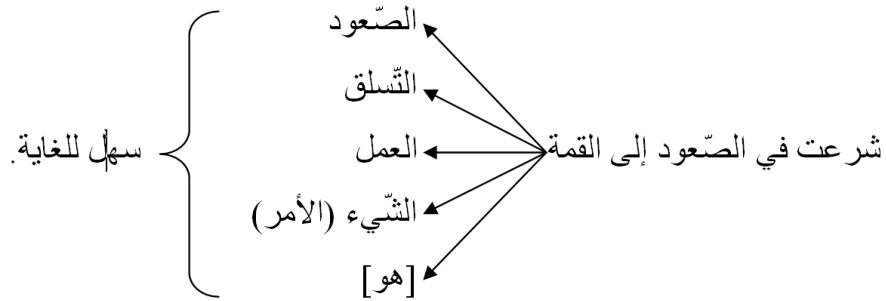 شرعت في الصّعود إلى القمة
الصّعود
التّسلق
العمل
الشّيء (الأمر)
[هو]
سهل للغاية.